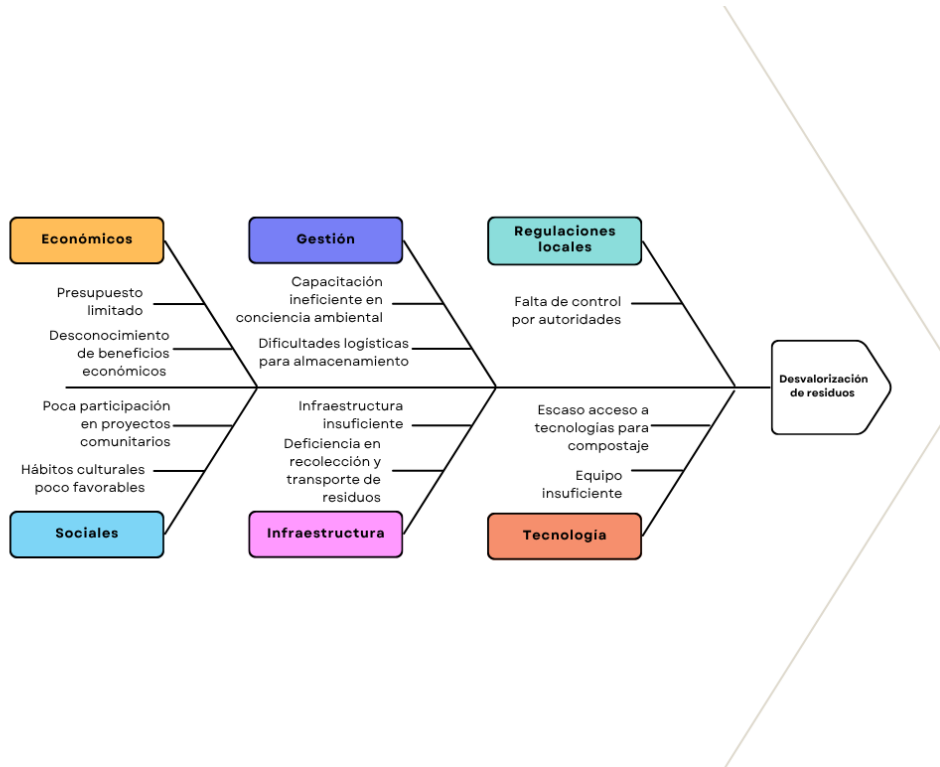 Económicos
Gestión
Regulaciones
locales
Presupuesto
limitado
Desconocimiento
de beneficios
económicos
Capacitación
ineficiente en
conciencia ambiental
Dificultades logísticas
para almacenamiento
Falta de control
por autoridades
Desvalorización
de residuos
Poca participación
en proyectos
comunitarios
Hábitos culturales
poco favorables
Infraestructura
insuficiente
Deficiencia en
recolección y
transporte de
residuos
Escaso acceso a
tecnologías para
compostaje
Equipo
insuficiente
Sociales
Infraestructura
Tecnología